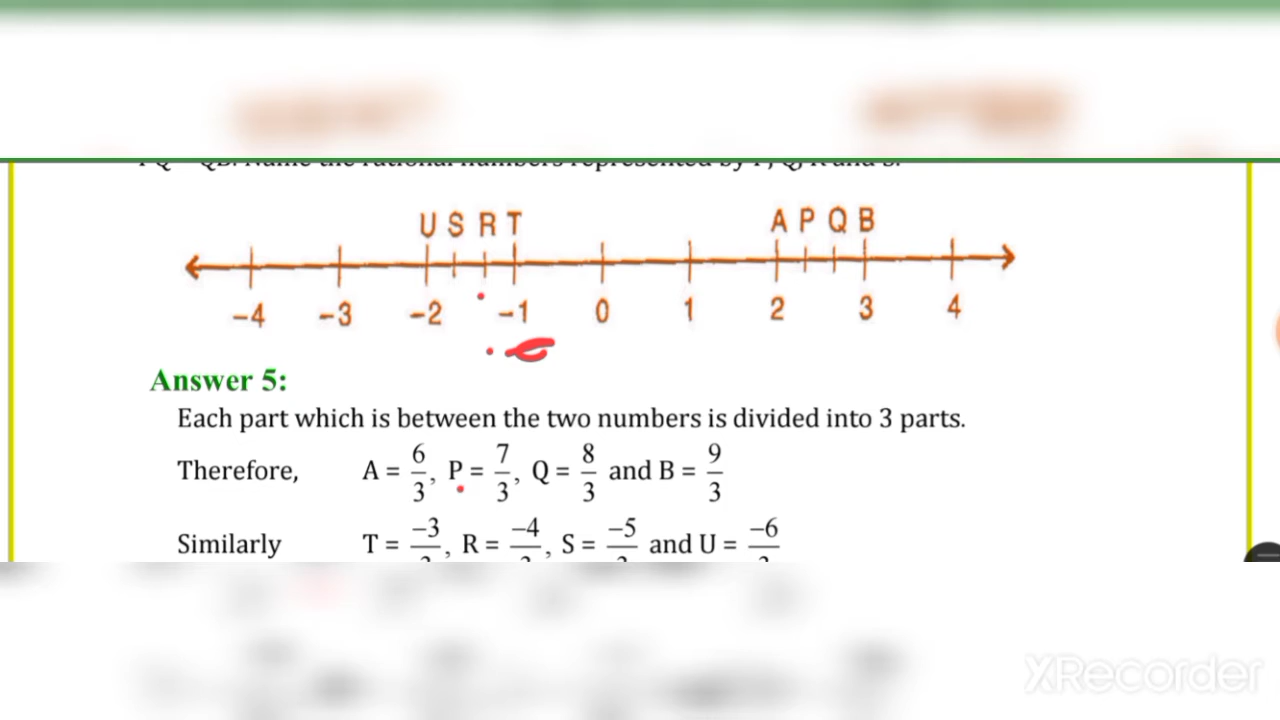 U S R T A P Q B
−4 −3 −2 −1 0 1 2 3 4
Answer 5:
Each part which is between the two numbers is divided into 3 parts.
Therefore, A = 6/3, P = 7/3, Q = 8/3 and B = 9/3
Similarly T = −3/, R = −4/, S = −5/ and U = −6/
XRecorder